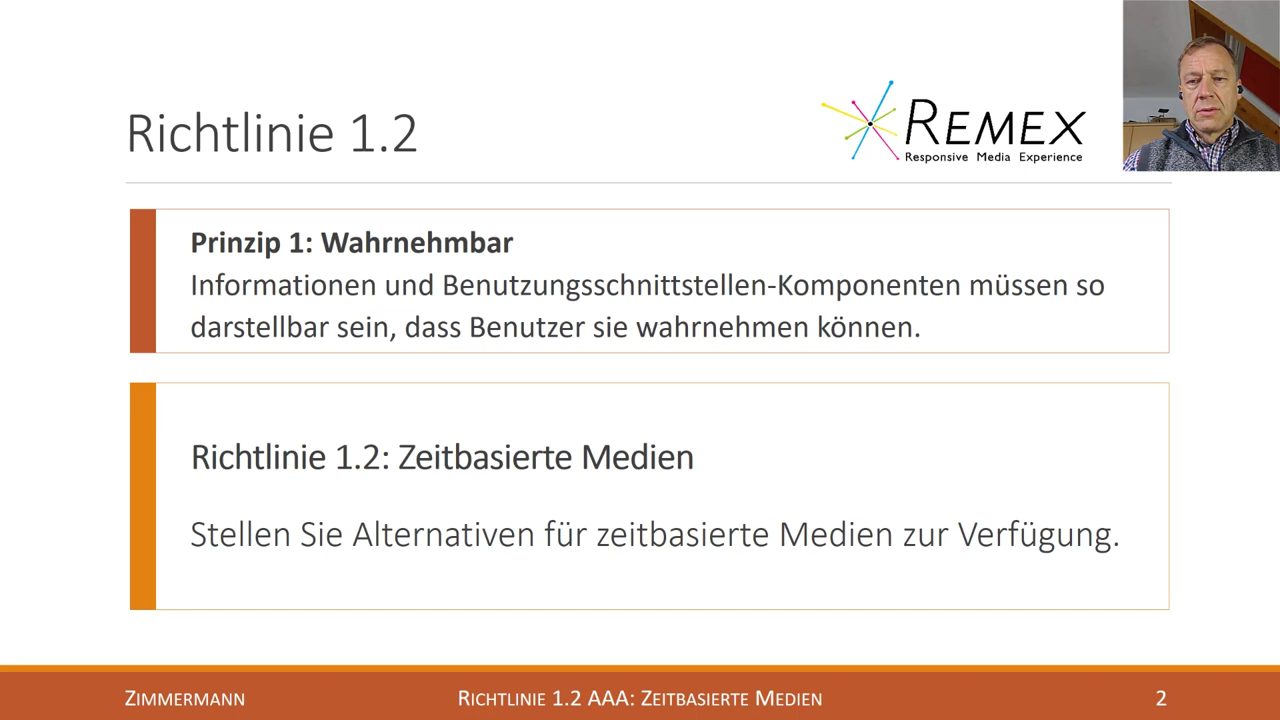 Richtlinie 1.2
REMEX
Responsive Media Experience
Prinzip 1: Wahrnehmbar
Informationen und Benutzungsschnittstellen-Komponenten müssen so
darstellbar sein, dass Benutzer sie wahrnehmen können.
Richtlinie 1.2: Zeitbasierte Medien
Stellen Sie Alternativen für zeitbasierte Medien zur Verfügung.
ZIMMERMANN
RICHTLINIE 1.2 AAA: ZEITBASIERTE MEDIEN
2